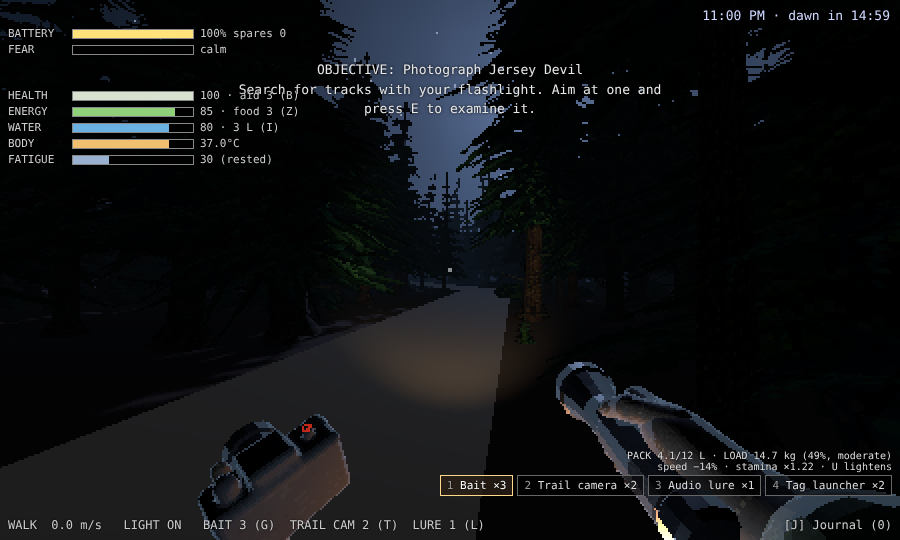 11:00 PM · dawn in 14:59
BATTERY 100% spares 0
FEAR calm
OBJECTIVE: Photograph Jersey Devil
Search for tracks with your flashlight. Aim at one and
press E to examine it.
HEALTH 100 · aid 3 (B)
ENERGY 85 · food 3 (Z)
WATER 80 · 3 L (I)
BODY 37.0°C
FATIGUE 30 (rested)
PACK 4.1/12 L · LOAD 14.7 kg (49%, moderate)
speed −14% · stamina ×1.22 · U lightens
1 Bait ×3 2 Trail camera ×2 3 Audio lure ×1 4 Tag launcher ×2
WALK 0.0 m/s LIGHT ON BAIT 3 (G) TRAIL CAM 2 (T) LURE 1 (L) [J] Journal (0)